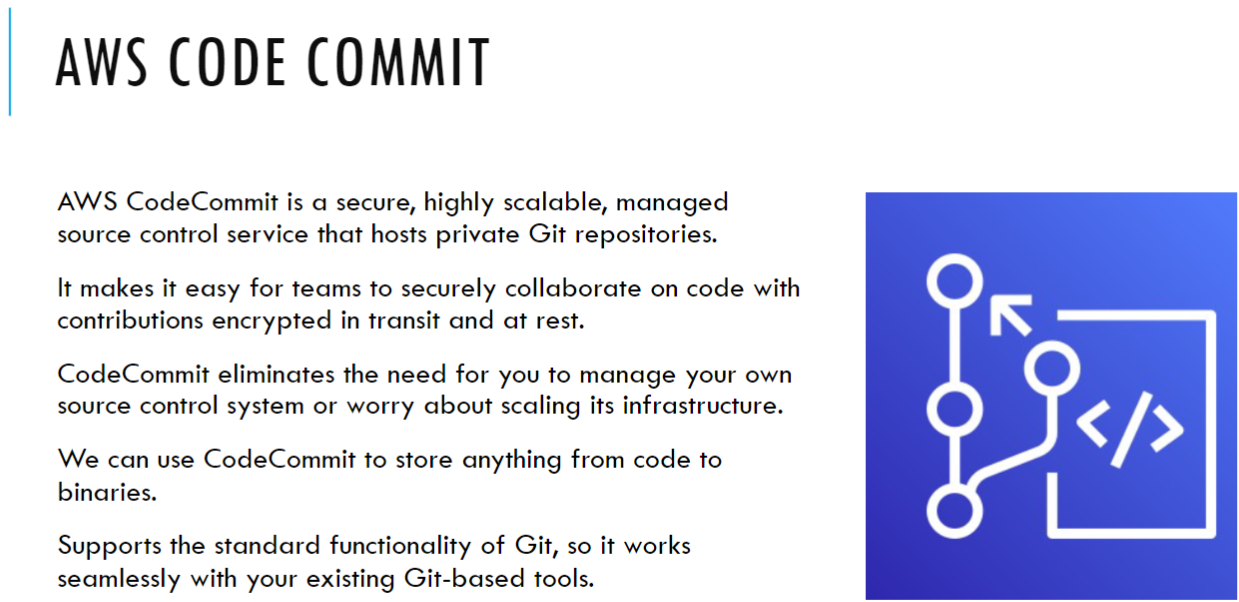 AWS CODE COMMIT
AWS CodeCommit is a secure, highly scalable, managed
source control service that hosts private Git repositories.
It makes it easy for teams to securely collaborate on code with
contributions encrypted in transit and at rest.
CodeCommit eliminates the need for you to manage your own
source control system or worry about scaling its infrastructure.
We can use CodeCommit to store anything from code to
binaries.
Supports the standard functionality of Git, so it works
seamlessly with your existing Git-based tools.